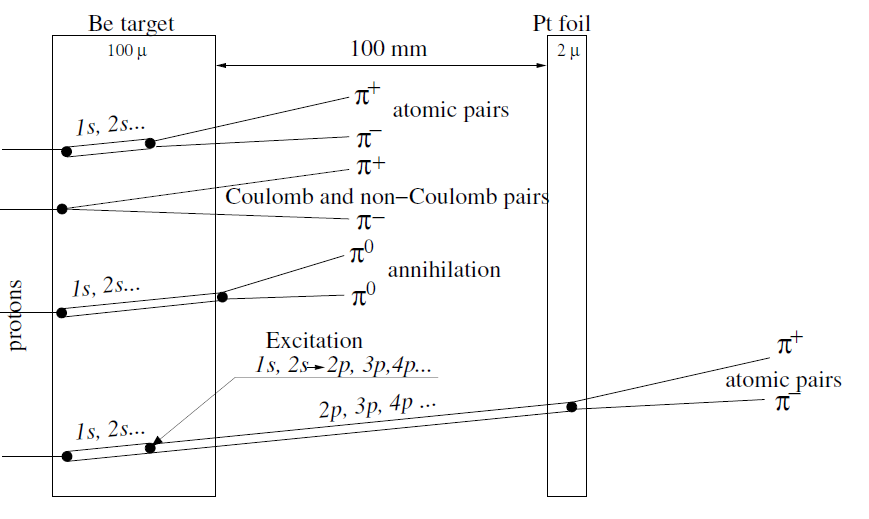 Be target
Pt foil
100 μ
100 mm
2 μ
1s, 2s...
π+
atomic pairs
π−
π+
Coulomb and non−Coulomb pairs
π−
π0
annihilation
1s, 2s...
π0
protons
Excitation
1s, 2s→2p, 3p,4p...
π+
atomic pairs
π−
2p, 3p, 4p ...
1s, 2s...